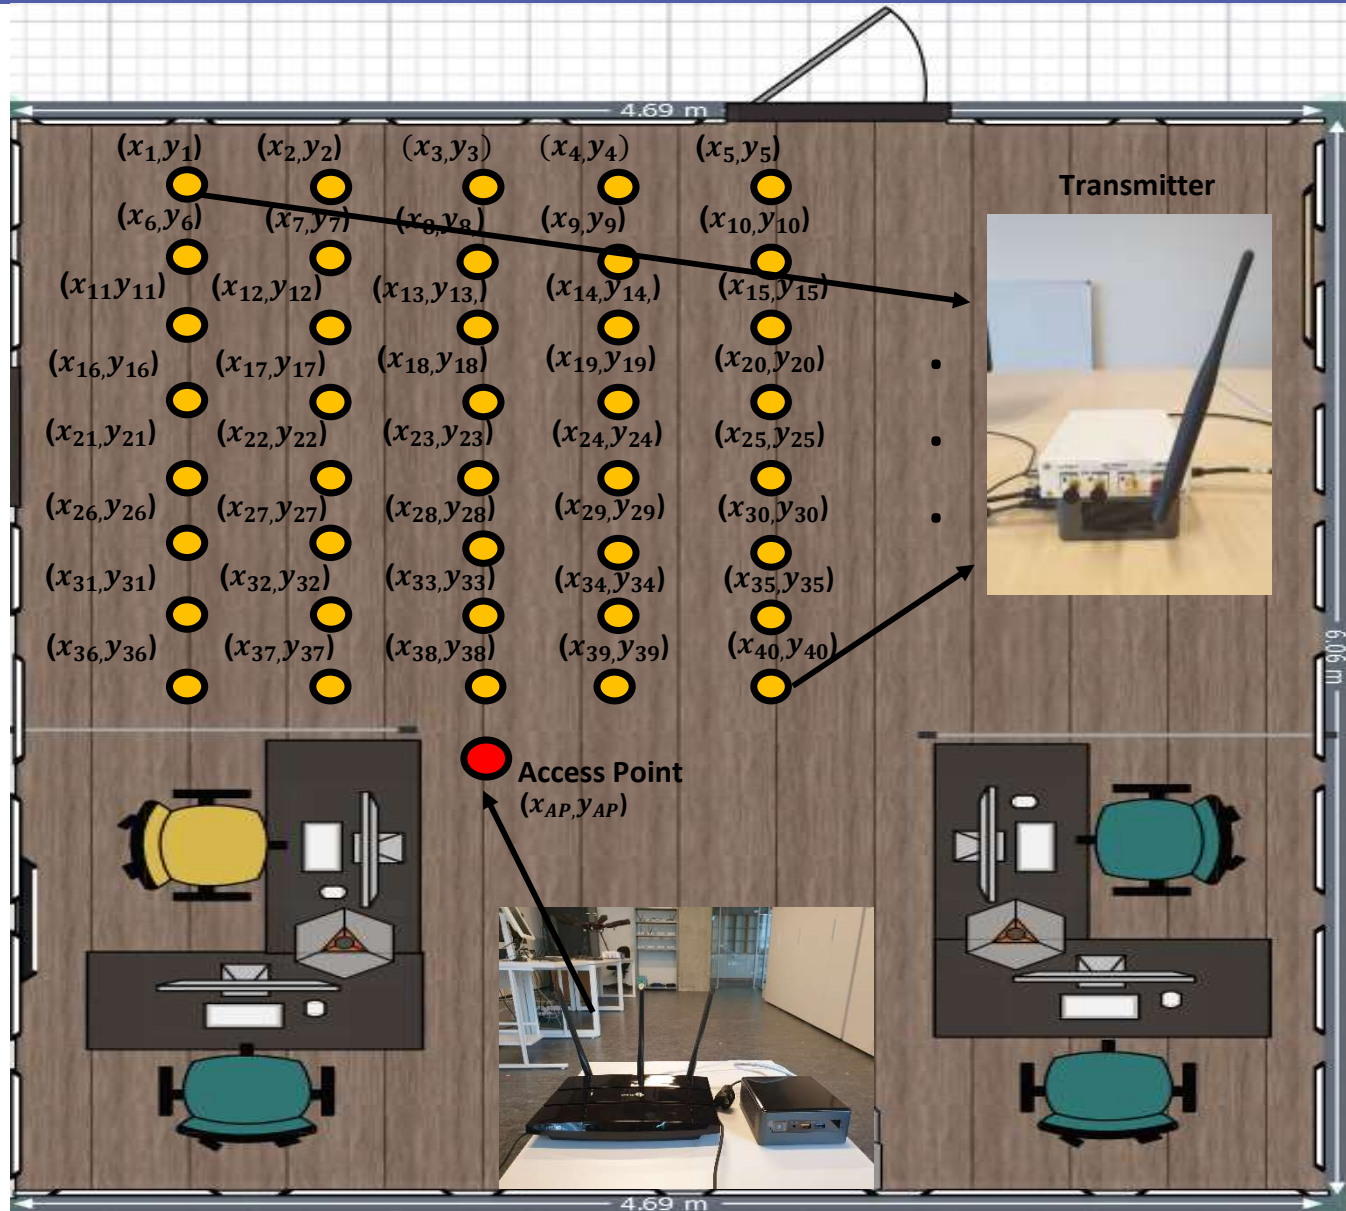 4.69 m
(x₁,y₁) (x₂,y₂) (x₃,y₃) (x₄,y₄) (x₅,y₅)
Transmitter
(x₆,y₆) (x₇,y₇) (x₈,y₈) (x₉,y₉) (x₁₀,y₁₀)
(x₁₁y₁₁) (x₁₂,y₁₂) (x₁₃,y₁₃,) (x₁₄,y₁₄,) (x₁₅,y₁₅)
(x₁₆,y₁₆) (x₁₇,y₁₇) (x₁₈,y₁₈) (x₁₉,y₁₉) (x₂₀,y₂₀)
(x₂₁,y₂₁) (x₂₂,y₂₂) (x₂₃,y₂₃) (x₂₄,y₂₄) (x₂₅,y₂₅)
(x₂₆,y₂₆) (x₂₇,y₂₇) (x₂₈,y₂₈) (x₂₉,y₂₉) (x₃₀,y₃₀)
(x₃₁,y₃₁) (x₃₂,y₃₂) (x₃₃,y₃₃) (x₃₄,y₃₄) (x₃₅,y₃₅)
(x₃₆,y₃₆) (x₃₇,y₃₇) (x₃₈,y₃₈) (x₃₉,y₃₉) (x₄₀,y₄₀)
6.06 m
Access Point
(x_AP,y_AP)
4.69 m